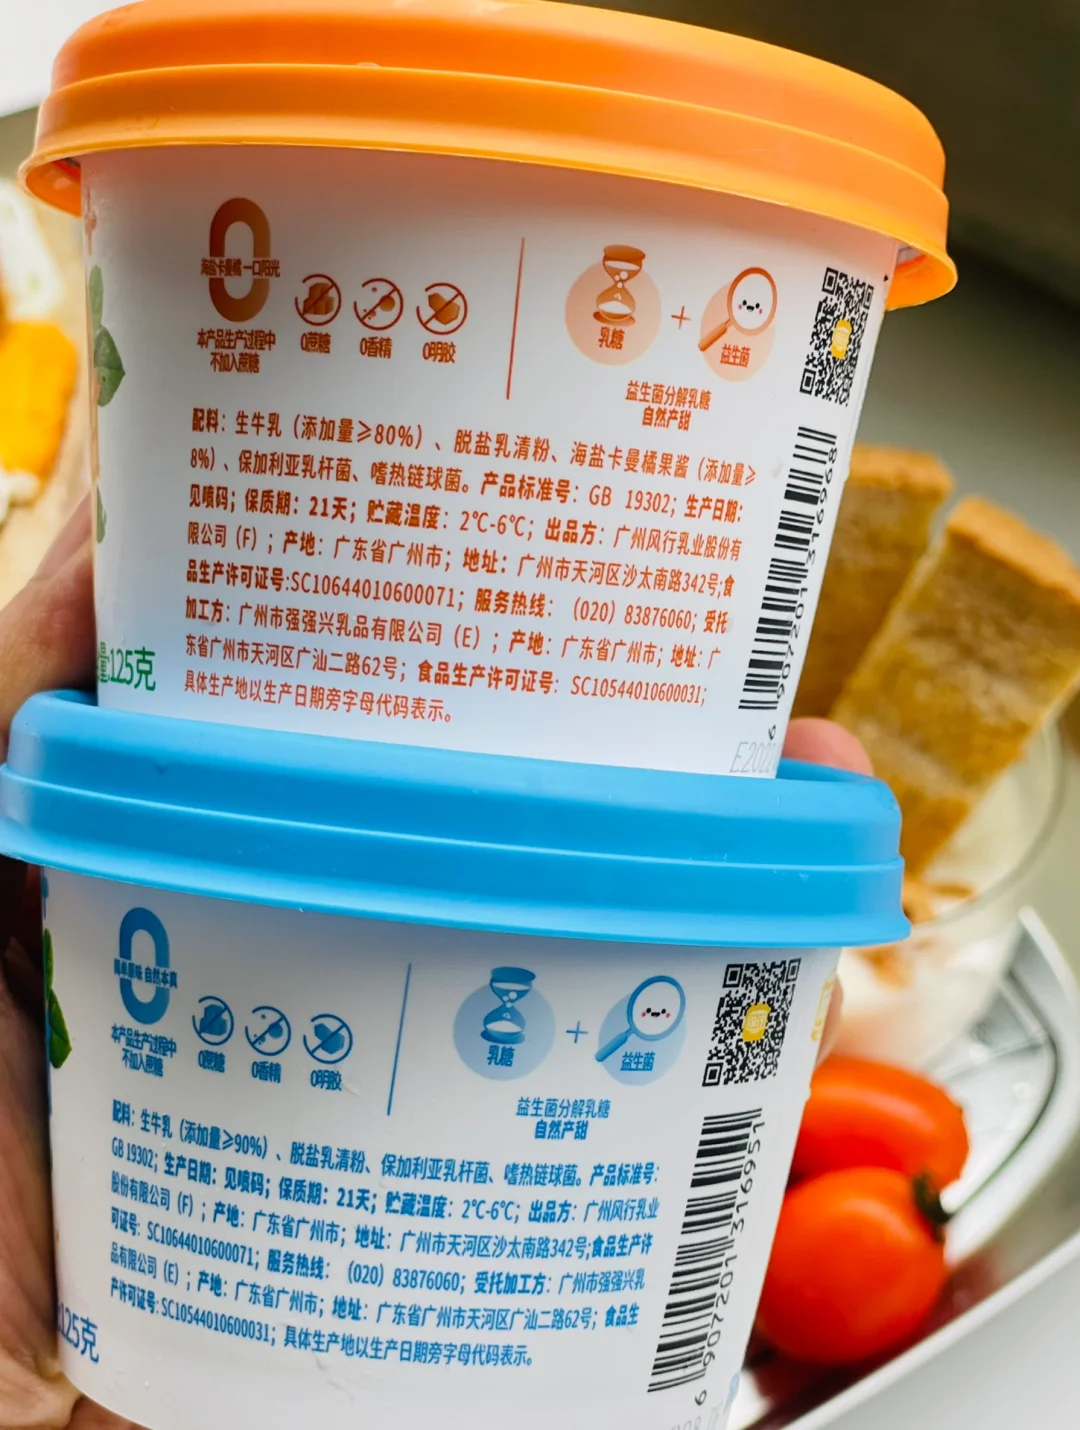 海盐卡曼橘 一口阳光
本产品生产过程中
不加入蔗糖
0蔗糖
0香精
0明胶
乳糖
+
益生菌
益生菌分解乳糖
自然产甜
配料：生牛乳（添加量≥80%）、脱盐乳清粉、海盐卡曼橘果酱（添加量≥
8%）、保加利亚乳杆菌、嗜热链球菌。产品标准号：GB 19302；生产日期：
见喷码；保质期：21天；贮藏温度：2℃-6℃；出品方：广州风行乳业股份有
限公司（F）；产地：广东省广州市；地址：广州市天河区沙太南路342号;食
品生产许可证号:SC10644010600071；服务热线：（020）83876060；受托
加工方：广州市强强兴乳品有限公司（E）；产地：广东省广州市；地址：广
东省广州市天河区广汕二路62号；食品生产许可证号：SC10544010600031；
具体生产地以生产日期旁字母代码表示。
量:125克
6 907201 316968
E202
简单原味 自然本真
本产品生产过程中
不加入蔗糖
0蔗糖
0香精
0明胶
乳糖
+
益生菌
益生菌分解乳糖
自然产甜
配料：生牛乳（添加量≥90%）、脱盐乳清粉、保加利亚乳杆菌、嗜热链球菌。产品标准号：
GB 19302；生产日期：见喷码；保质期：21天；贮藏温度：2℃-6℃；出品方：广州风行乳业
股份有限公司（F）；产地：广东省广州市；地址：广州市天河区沙太南路342号;食品生产许
可证号：SC10644010600071；服务热线：（020）83876060；受托加工方：广州市强强兴乳
品有限公司（E）；产地：广东省广州市；地址：广东省广州市天河区广汕二路62号；食品生
产许可证号：SC10544010600031；具体生产地以生产日期旁字母代码表示。
125克
6 907201 316951